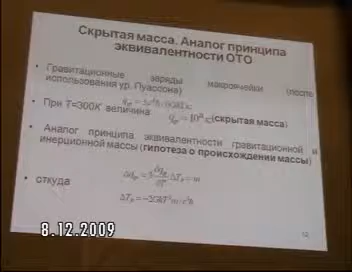 Скрытая масса. Аналог принципа
эквивалентности ОТО
• Гравитационные заряды макроячейки (после
использования ур. Пуассона)
• При T=300К величина (скрытая масса)
• Аналог принципа эквивалентности (гравитационной и
инерционной массы (гипотеза о происхождении массы)
• откуда
8.12.2009